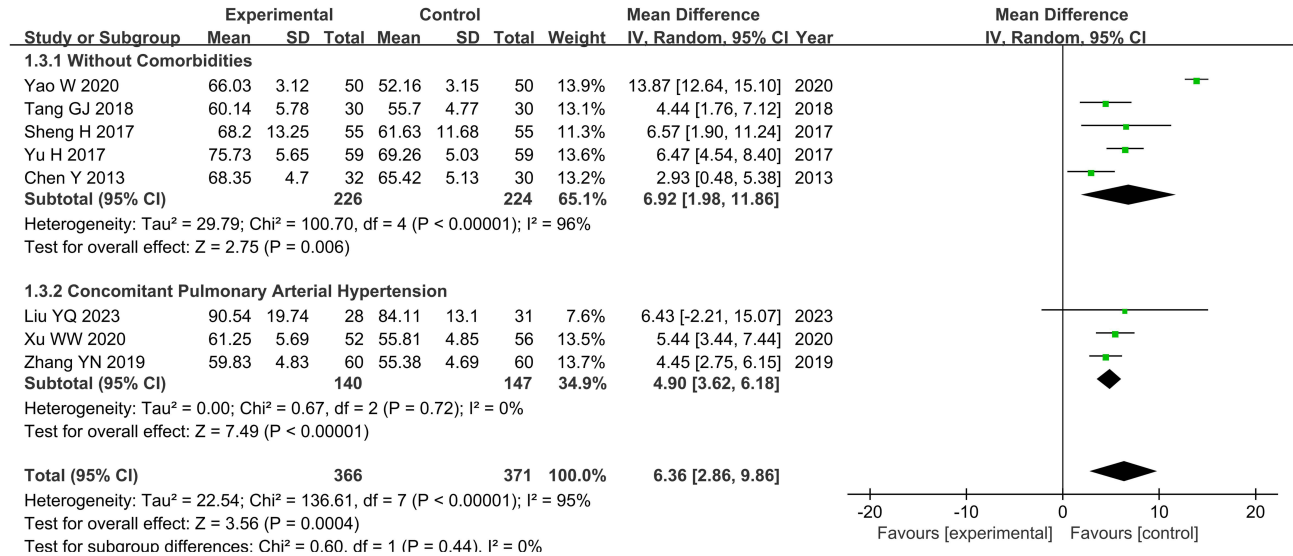 Experimental Control Mean Difference Mean Difference
Study or Subgroup Mean SD Total Mean SD Total Weight IV, Random, 95% CI Year IV, Random, 95% CI
1.3.1 Without Comorbidities
Yao W 2020 66.03 3.12 50 52.16 3.15 50 13.9% 13.87 [12.64, 15.10] 2020
Tang GJ 2018 60.14 5.78 30 55.7 4.77 30 13.1% 4.44 [1.76, 7.12] 2018
Sheng H 2017 68.2 13.25 55 61.63 11.68 55 11.3% 6.57 [1.90, 11.24] 2017
Yu H 2017 75.73 5.65 59 69.26 5.03 59 13.6% 6.47 [4.54, 8.40] 2017
Chen Y 2013 68.35 4.7 32 65.42 5.13 30 13.2% 2.93 [0.48, 5.38] 2013
Subtotal (95% CI) 226 224 65.1% 6.92 [1.98, 11.86]
Heterogeneity: Tau² = 29.79; Chi² = 100.70, df = 4 (P < 0.00001); I² = 96%
Test for overall effect: Z = 2.75 (P = 0.006)
1.3.2 Concomitant Pulmonary Arterial Hypertension
Liu YQ 2023 90.54 19.74 28 84.11 13.1 31 7.6% 6.43 [-2.21, 15.07] 2023
Xu WW 2020 61.25 5.69 52 55.81 4.85 56 13.5% 5.44 [3.44, 7.44] 2020
Zhang YN 2019 59.83 4.83 60 55.38 4.69 60 13.7% 4.45 [2.75, 6.15] 2019
Subtotal (95% CI) 140 147 34.9% 4.90 [3.62, 6.18]
Heterogeneity: Tau² = 0.00; Chi² = 0.67, df = 2 (P = 0.72); I² = 0%
Test for overall effect: Z = 7.49 (P < 0.00001)
Total (95% CI) 366 371 100.0% 6.36 [2.86, 9.86]
Heterogeneity: Tau² = 22.54; Chi² = 136.61, df = 7 (P < 0.00001); I² = 95%
Test for overall effect: Z = 3.56 (P = 0.0004)
Test for subgroup differences: Chi² = 0.60, df = 1 (P = 0.44), I² = 0%
-20 -10 0 10 20
Favours [experimental] Favours [control]